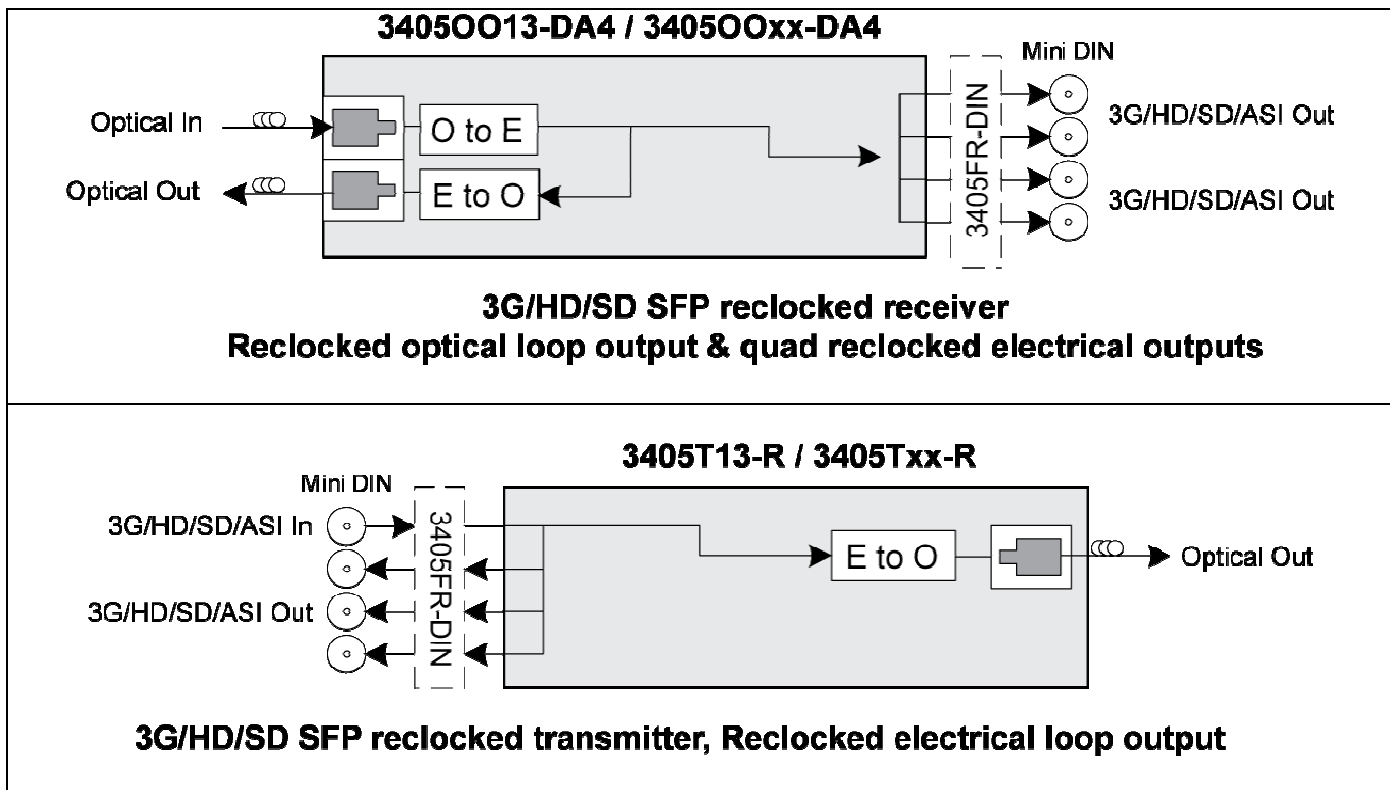 3405OO13-DA4 / 3405OOxx-DA4
Mini DIN
Optical In
O to E
3G/HD/SD/ASI Out
Optical Out
E to O
3405FR-DIN
3G/HD/SD/ASI Out
3G/HD/SD SFP reclocked receiver
Reclocked optical loop output & quad reclocked electrical outputs
3405T13-R / 3405Txx-R
Mini DIN
3G/HD/SD/ASI In
3405FR-DIN
E to O
Optical Out
3G/HD/SD/ASI Out
3G/HD/SD SFP reclocked transmitter, Reclocked electrical loop output